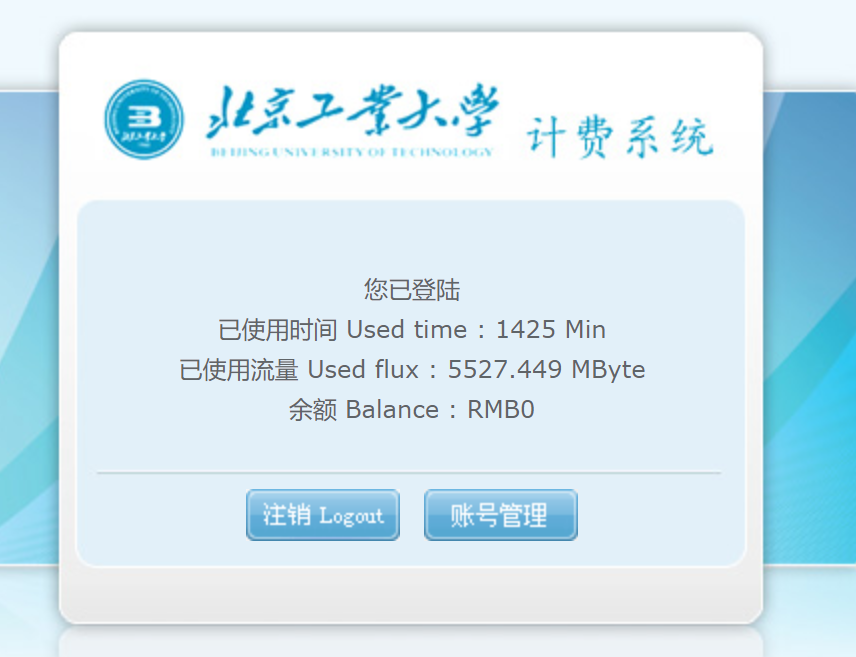 北京工業大學 计费系统
BEIJING UNIVERSITY OF TECHNOLOGY
您已登陆
已使用时间 Used time : 1425 Min
已使用流量 Used flux : 5527.449 MByte
余额 Balance : RMB0
注销 Logout 账号管理